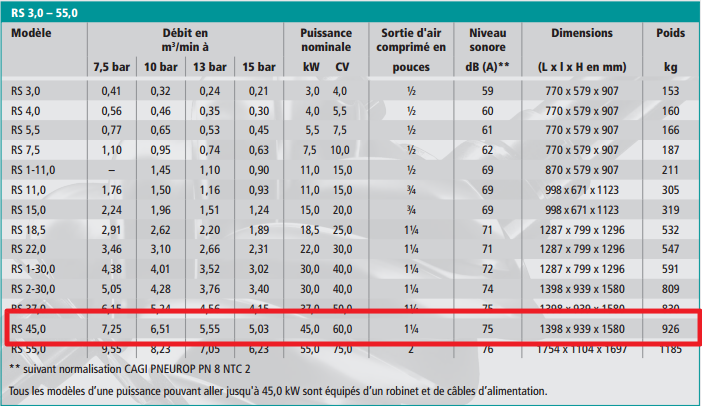 RS 3,0 – 55,0
Modèle Débit en Puissance Sortie d'air Niveau Dimensions Poids
m³/min à nominale comprimé en sonore
7,5 bar 10 bar 13 bar 15 bar kW CV pouces dB (A)** (L x l x H en mm) kg
RS 3,0 0,41 0,32 0,24 0,21 3,0 4,0 ½ 59 770 x 579 x 907 153
RS 4,0 0,56 0,46 0,35 0,30 4,0 5,5 ½ 60 770 x 579 x 907 160
RS 5,5 0,77 0,65 0,53 0,45 5,5 7,5 ½ 61 770 x 579 x 907 166
RS 7,5 1,10 0,95 0,74 0,63 7,5 10,0 ½ 62 770 x 579 x 907 187
RS 1-11,0 – 1,45 1,10 0,90 11,0 15,0 ½ 69 870 x 579 x 907 211
RS 11,0 1,76 1,50 1,16 0,93 11,0 15,0 ¾ 69 998 x 671 x 1123 305
RS 15,0 2,24 1,96 1,51 1,24 15,0 20,0 ¾ 69 998 x 671 x 1123 319
RS 18,5 2,91 2,62 2,20 1,89 18,5 25,0 1¼ 71 1287 x 799 x 1296 532
RS 22,0 3,46 3,10 2,66 2,31 22,0 30,0 1¼ 71 1287 x 799 x 1296 547
RS 1-30,0 4,38 4,01 3,52 3,02 30,0 40,0 1¼ 72 1287 x 799 x 1296 591
RS 2-30,0 5,05 4,28 3,76 3,40 30,0 40,0 1¼ 74 1398 x 939 x 1580 809
RS 37,0 6,15 5,24 4,56 4,15 37,0 50,0 1¼ 75 1398 x 939 x 1580 830
RS 45,0 7,25 6,51 5,55 5,03 45,0 60,0 1¼ 75 1398 x 939 x 1580 926
RS 55,0 9,55 8,23 7,05 6,23 55,0 75,0 2 76 1754 x 1104 x 1697 1185
** suivant normalisation CAGI PNEUROP PN 8 NTC 2
Tous les modèles d'une puissance pouvant aller jusqu'à 45,0 kW sont équipés d'un robinet et de câbles d'alimentation.